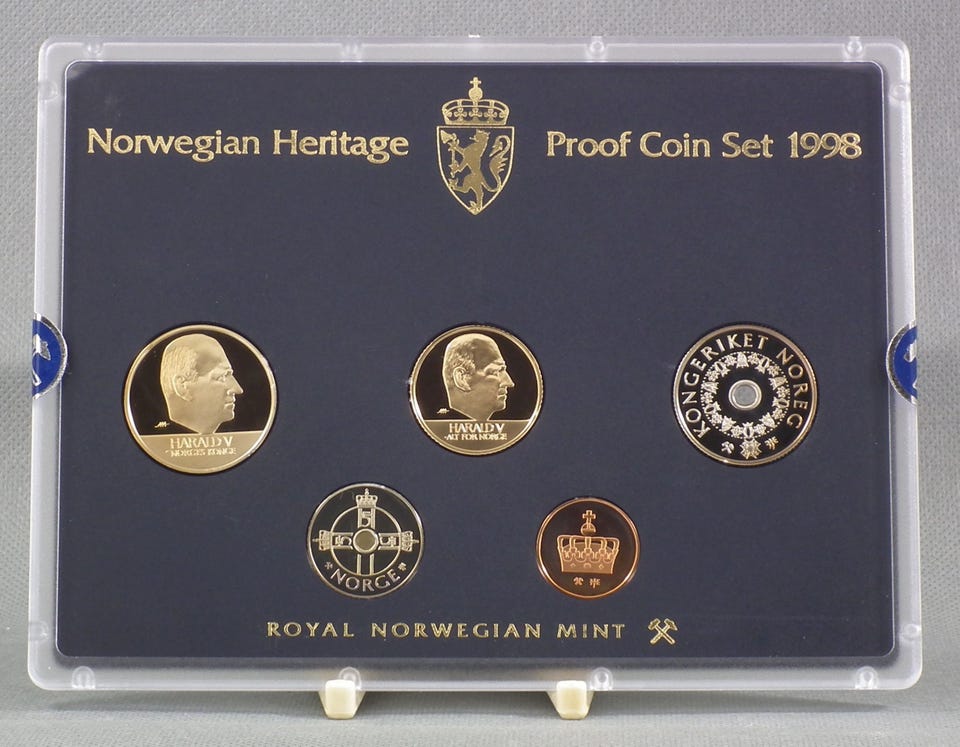 Norwegian Heritage
Proof Coin Set 1998
HARALD V
NORGES KONGE
HARALD V
ALT FOR NORGE
KONGERIKET NOREG
NORGE
ROYAL NORWEGIAN MINT